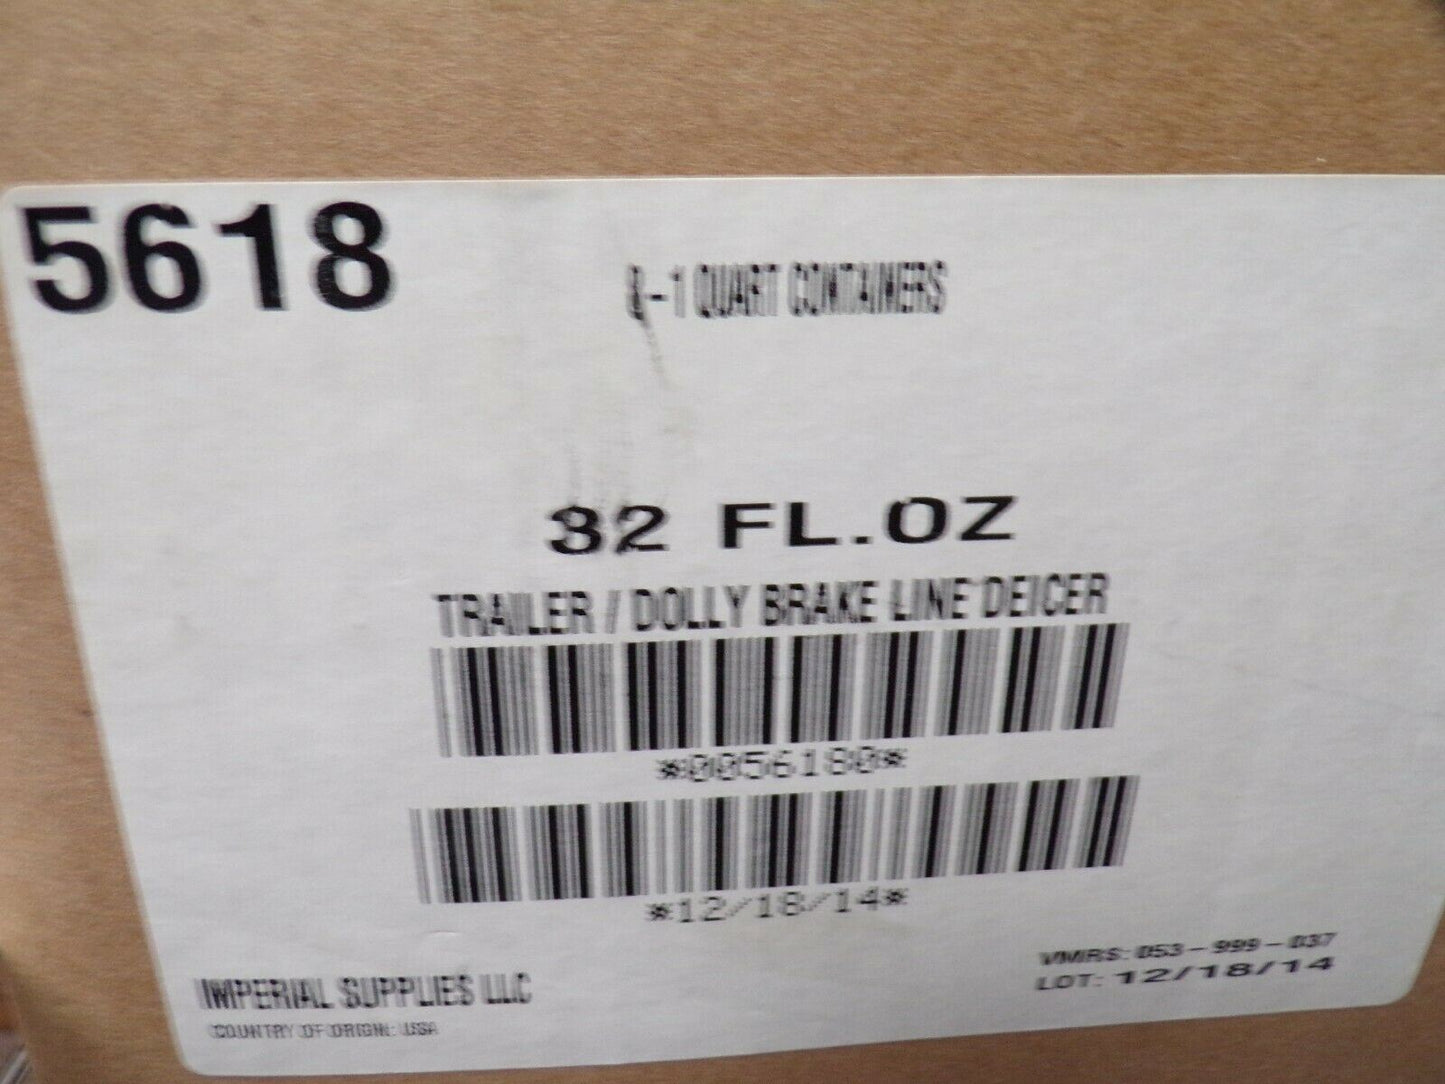 5618
- 1 QUART CONTAINERS
32 FL.OZ
TRAILER / DOLLY BRAKE LINE DEICER
*0056180*
*12/18/14*
VMRS: 053-999-037
LOT: 12/18/14
IMPERIAL SUPPLIES LLC
COUNTRY OF ORIGIN: USA